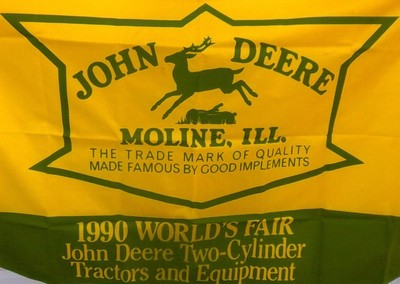 JOHN DEERE
MOLINE, ILL.
THE TRADE MARK OF QUALITY
MADE FAMOUS BY GOOD IMPLEMENTS
1990 WORLD'S FAIR
John Deere Two-Cylinder
Tractors and Equipment